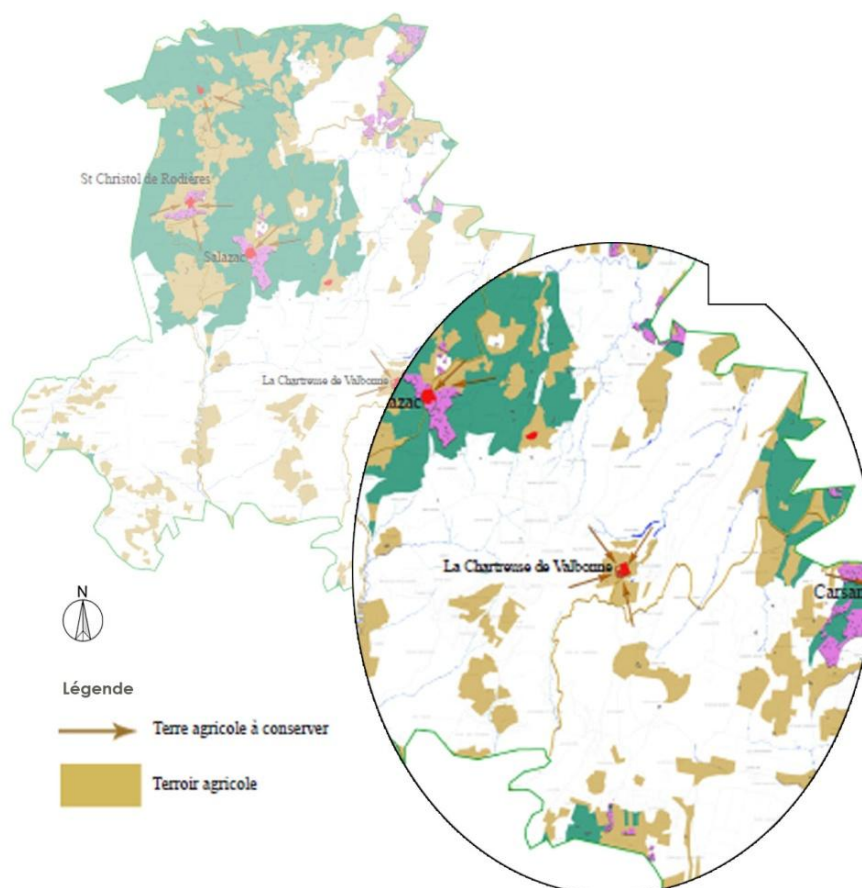 St Christol de Rodières
Salazac
La Chartreuse de Valbonne
azac
La Chartreuse de Valbonne
Carsan
N
Légende
Terre agricole à conserver
Terroir agricole